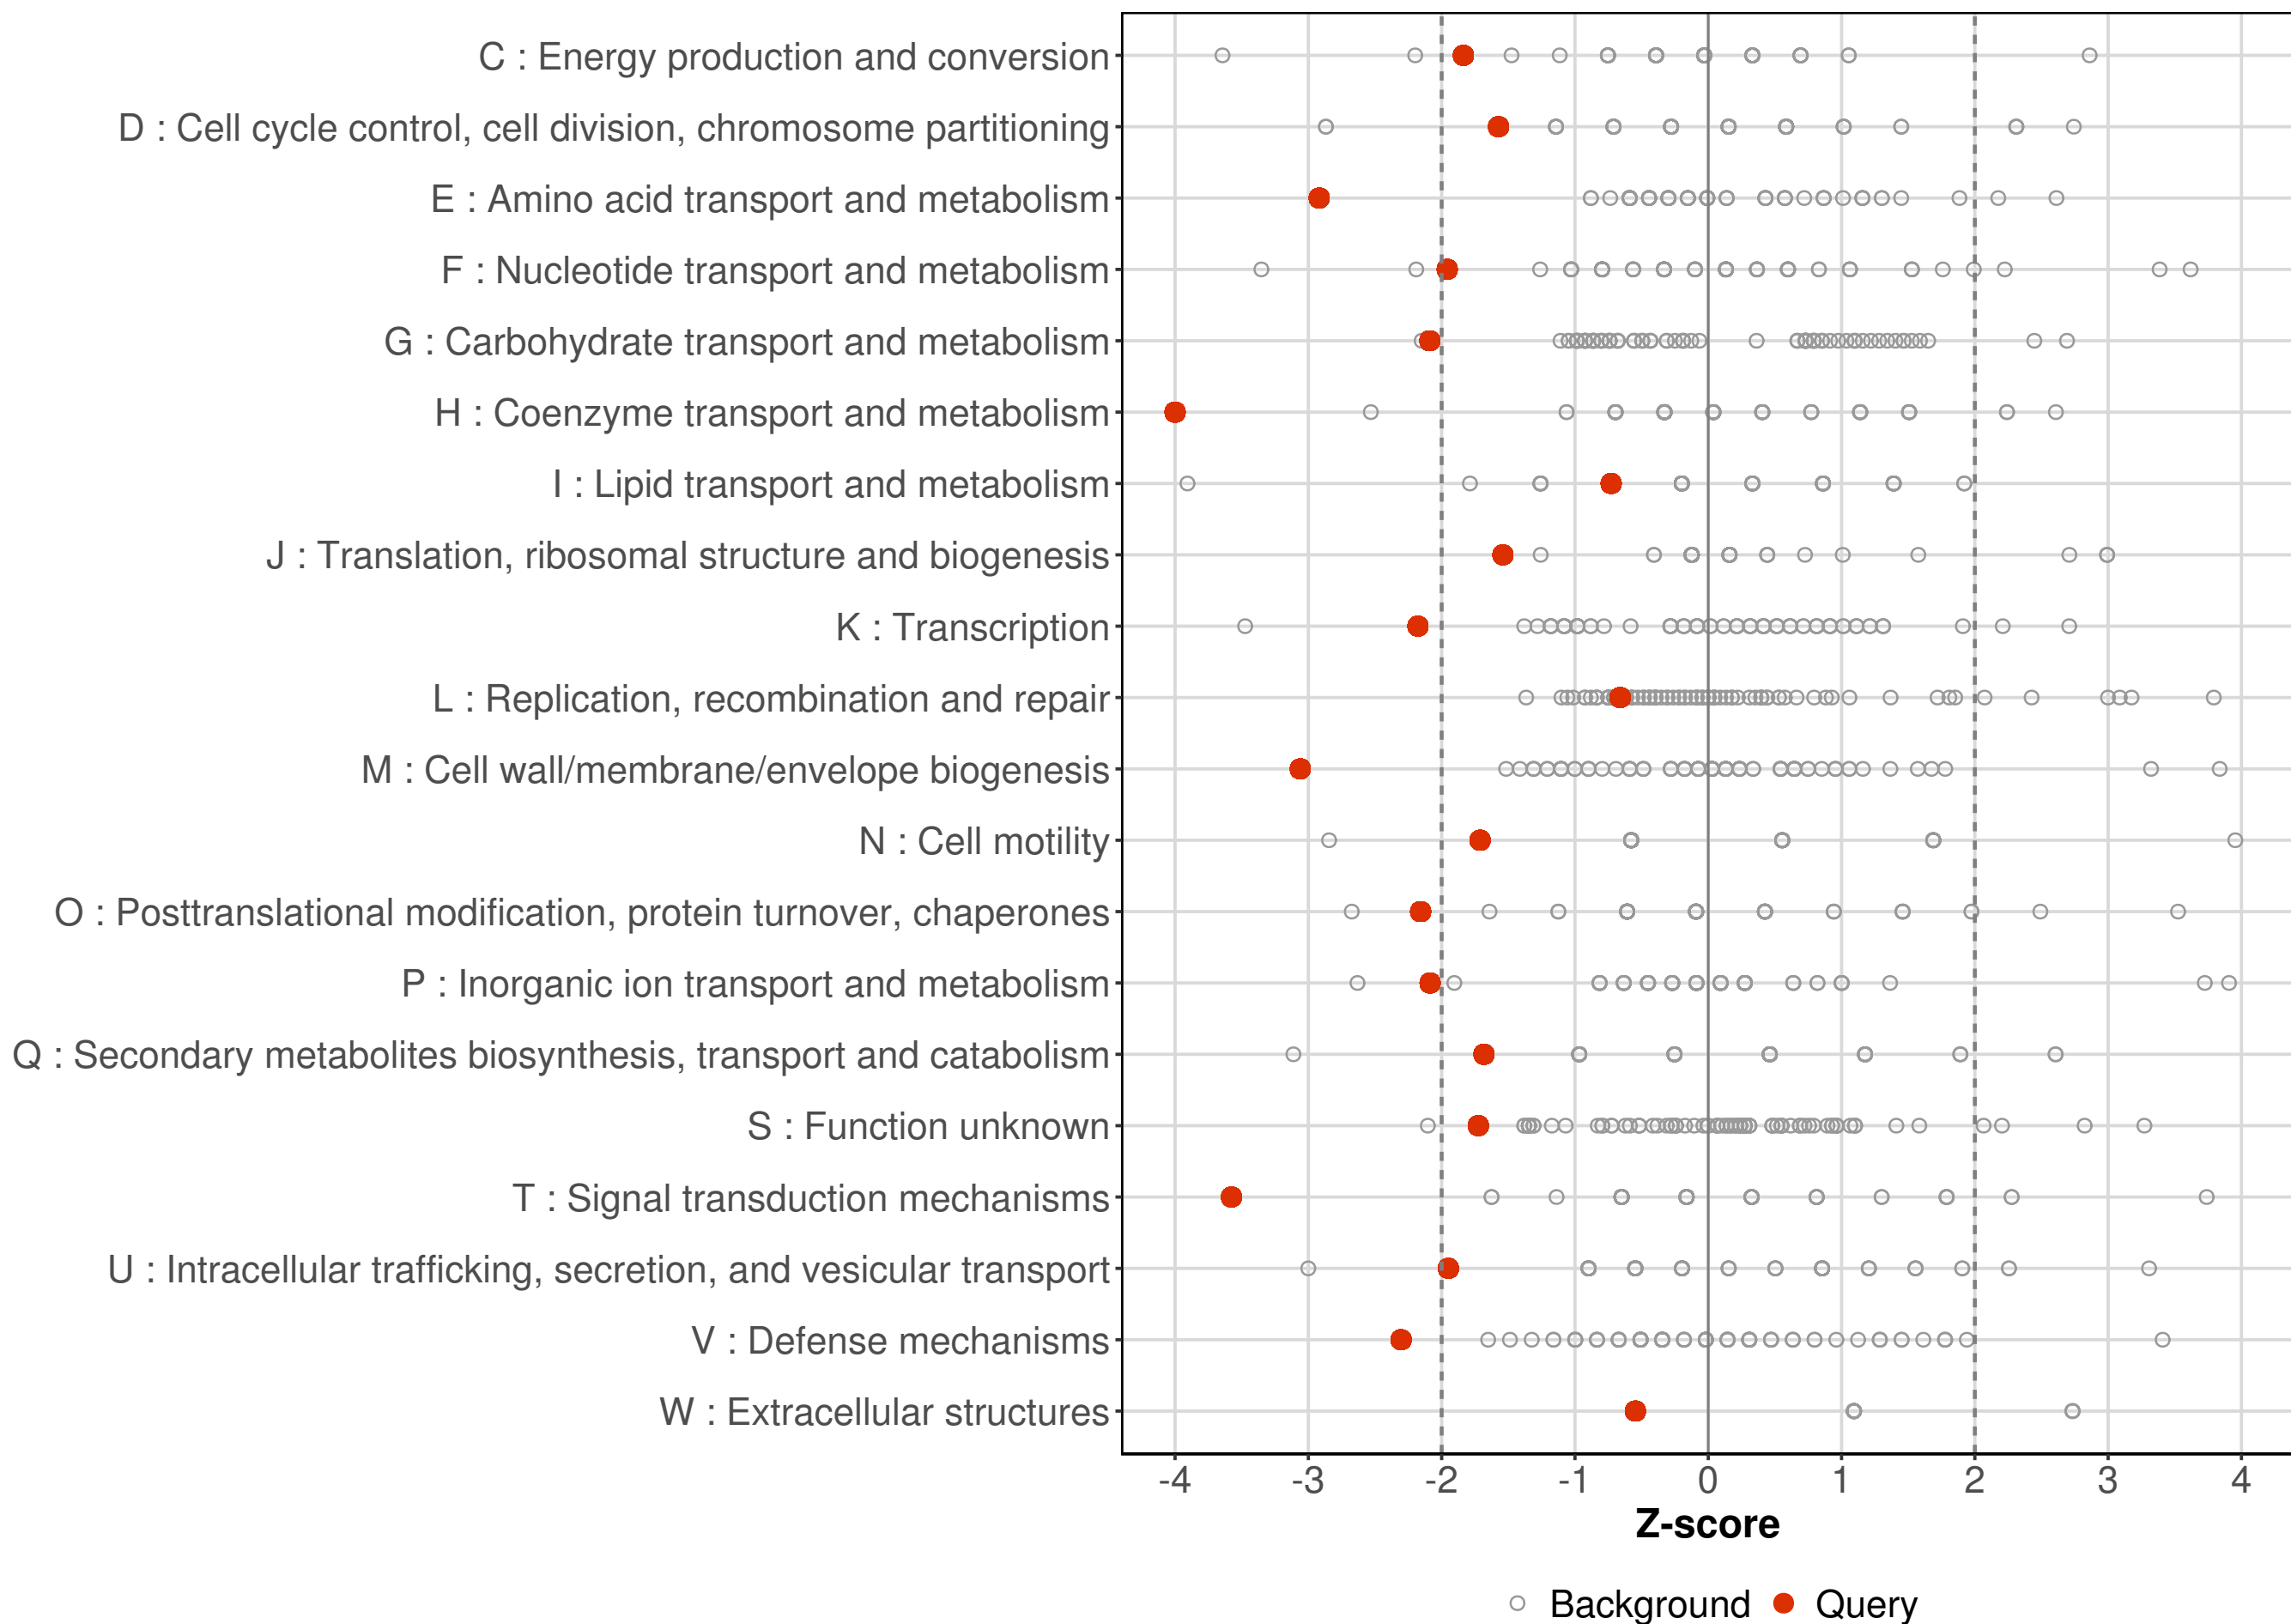 C : Energy production and conversion
D : Cell cycle control, cell division, chromosome partitioning
E : Amino acid transport and metabolism
F : Nucleotide transport and metabolism
G : Carbohydrate transport and metabolism
H : Coenzyme transport and metabolism
I : Lipid transport and metabolism
J : Translation, ribosomal structure and biogenesis
K : Transcription
L : Replication, recombination and repair
M : Cell wall/membrane/envelope biogenesis
N : Cell motility
O : Posttranslational modification, protein turnover, chaperones
P : Inorganic ion transport and metabolism
Q : Secondary metabolites biosynthesis, transport and catabolism
S : Function unknown
T : Signal transduction mechanisms
U : Intracellular trafficking, secretion, and vesicular transport
V : Defense mechanisms
W : Extracellular structures
-4 -3 -2 -1 0 1 2 3 4
Z-score
Background Query